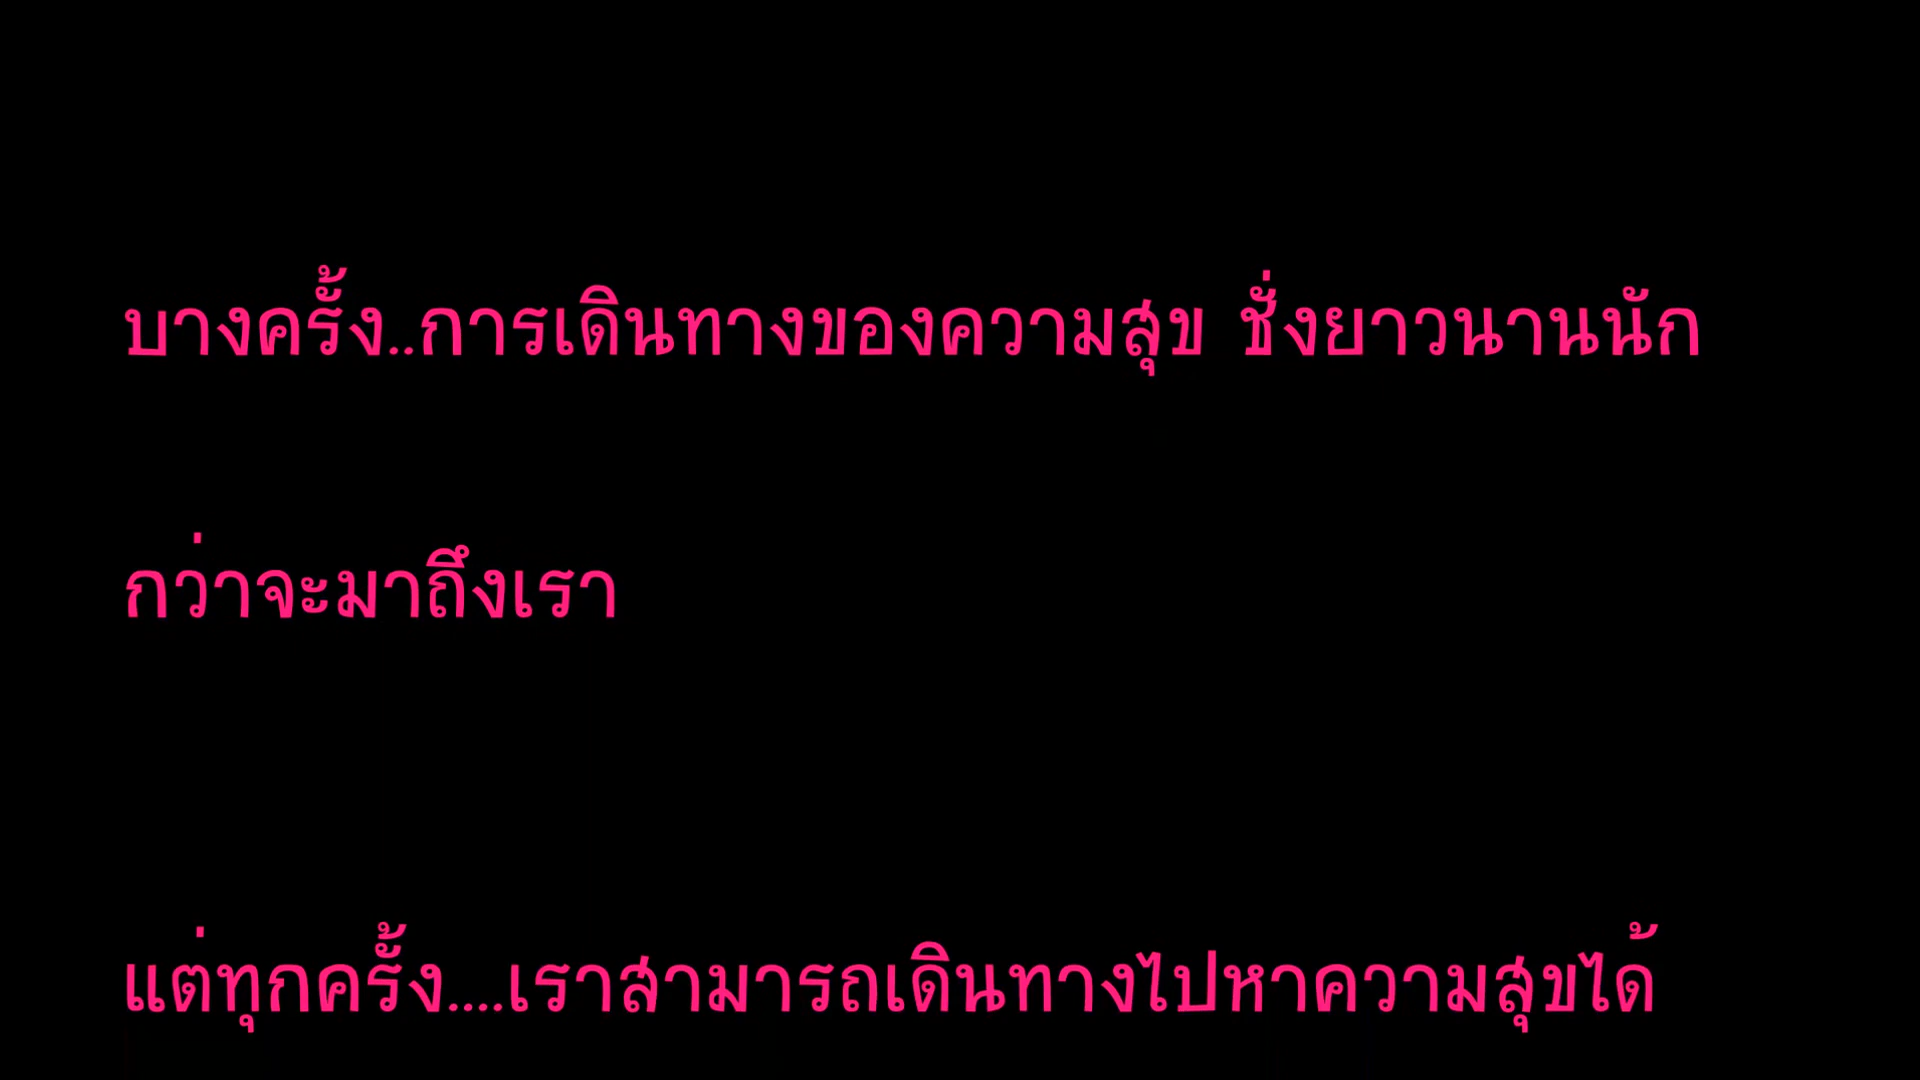 บางครั้ง..การเดินทางของความสุข ชั่งยาวนานนัก
กว่าจะมาถึงเรา
แต่ทุกครั้ง....เราสามารถเดินทางไปหาความสุขได้